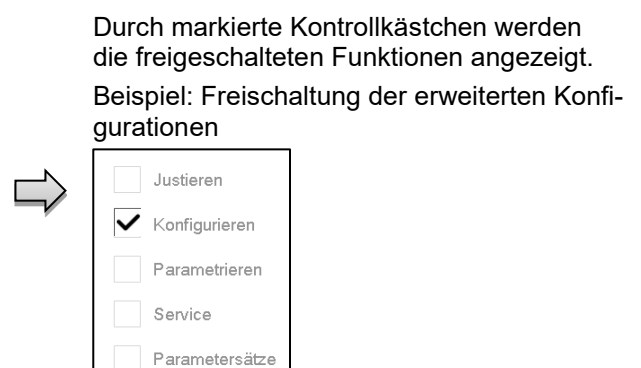 Durch markierte Kontrollkästchen werden
die freigeschalteten Funktionen angezeigt.
Beispiel: Freischaltung der erweiterten Konfi-
gurationen
Justieren
Konfigurieren
Parametrieren
Service
Parametersätze